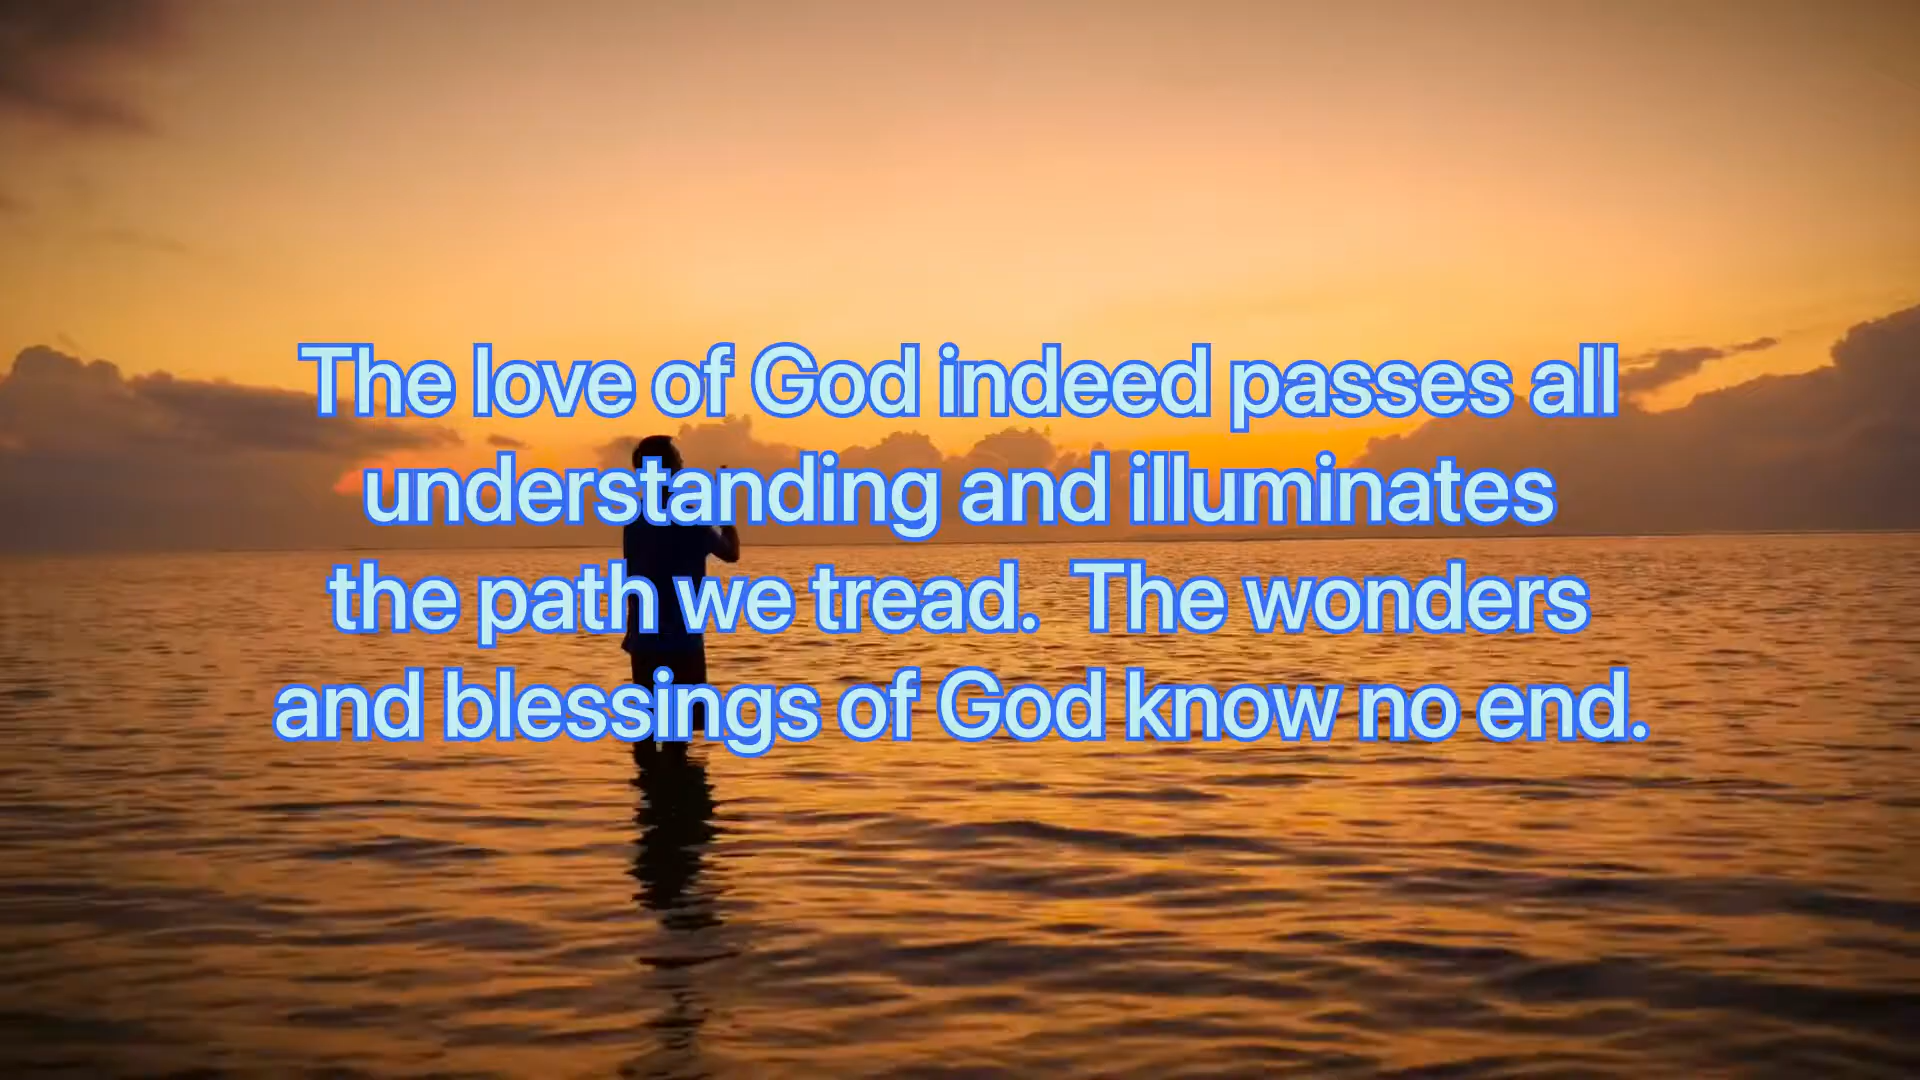 The love of God indeed passes all
understanding and illuminates
the path we tread.  The wonders
and blessings of God know no end.